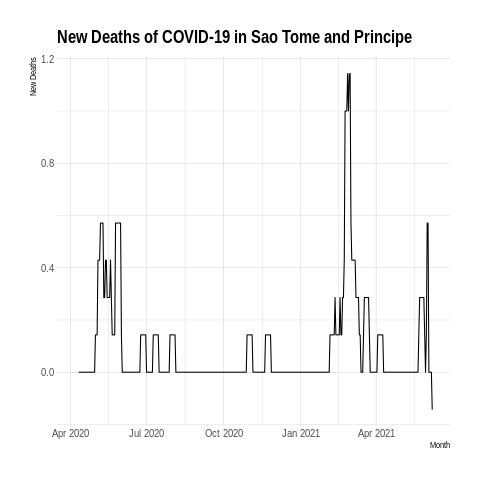 New Deaths of COVID-19 in Sao Tome and Principe
New Deaths
1.2
0.8
0.4
0.0
Apr 2020 Jul 2020 Oct 2020 Jan 2021 Apr 2021
Month